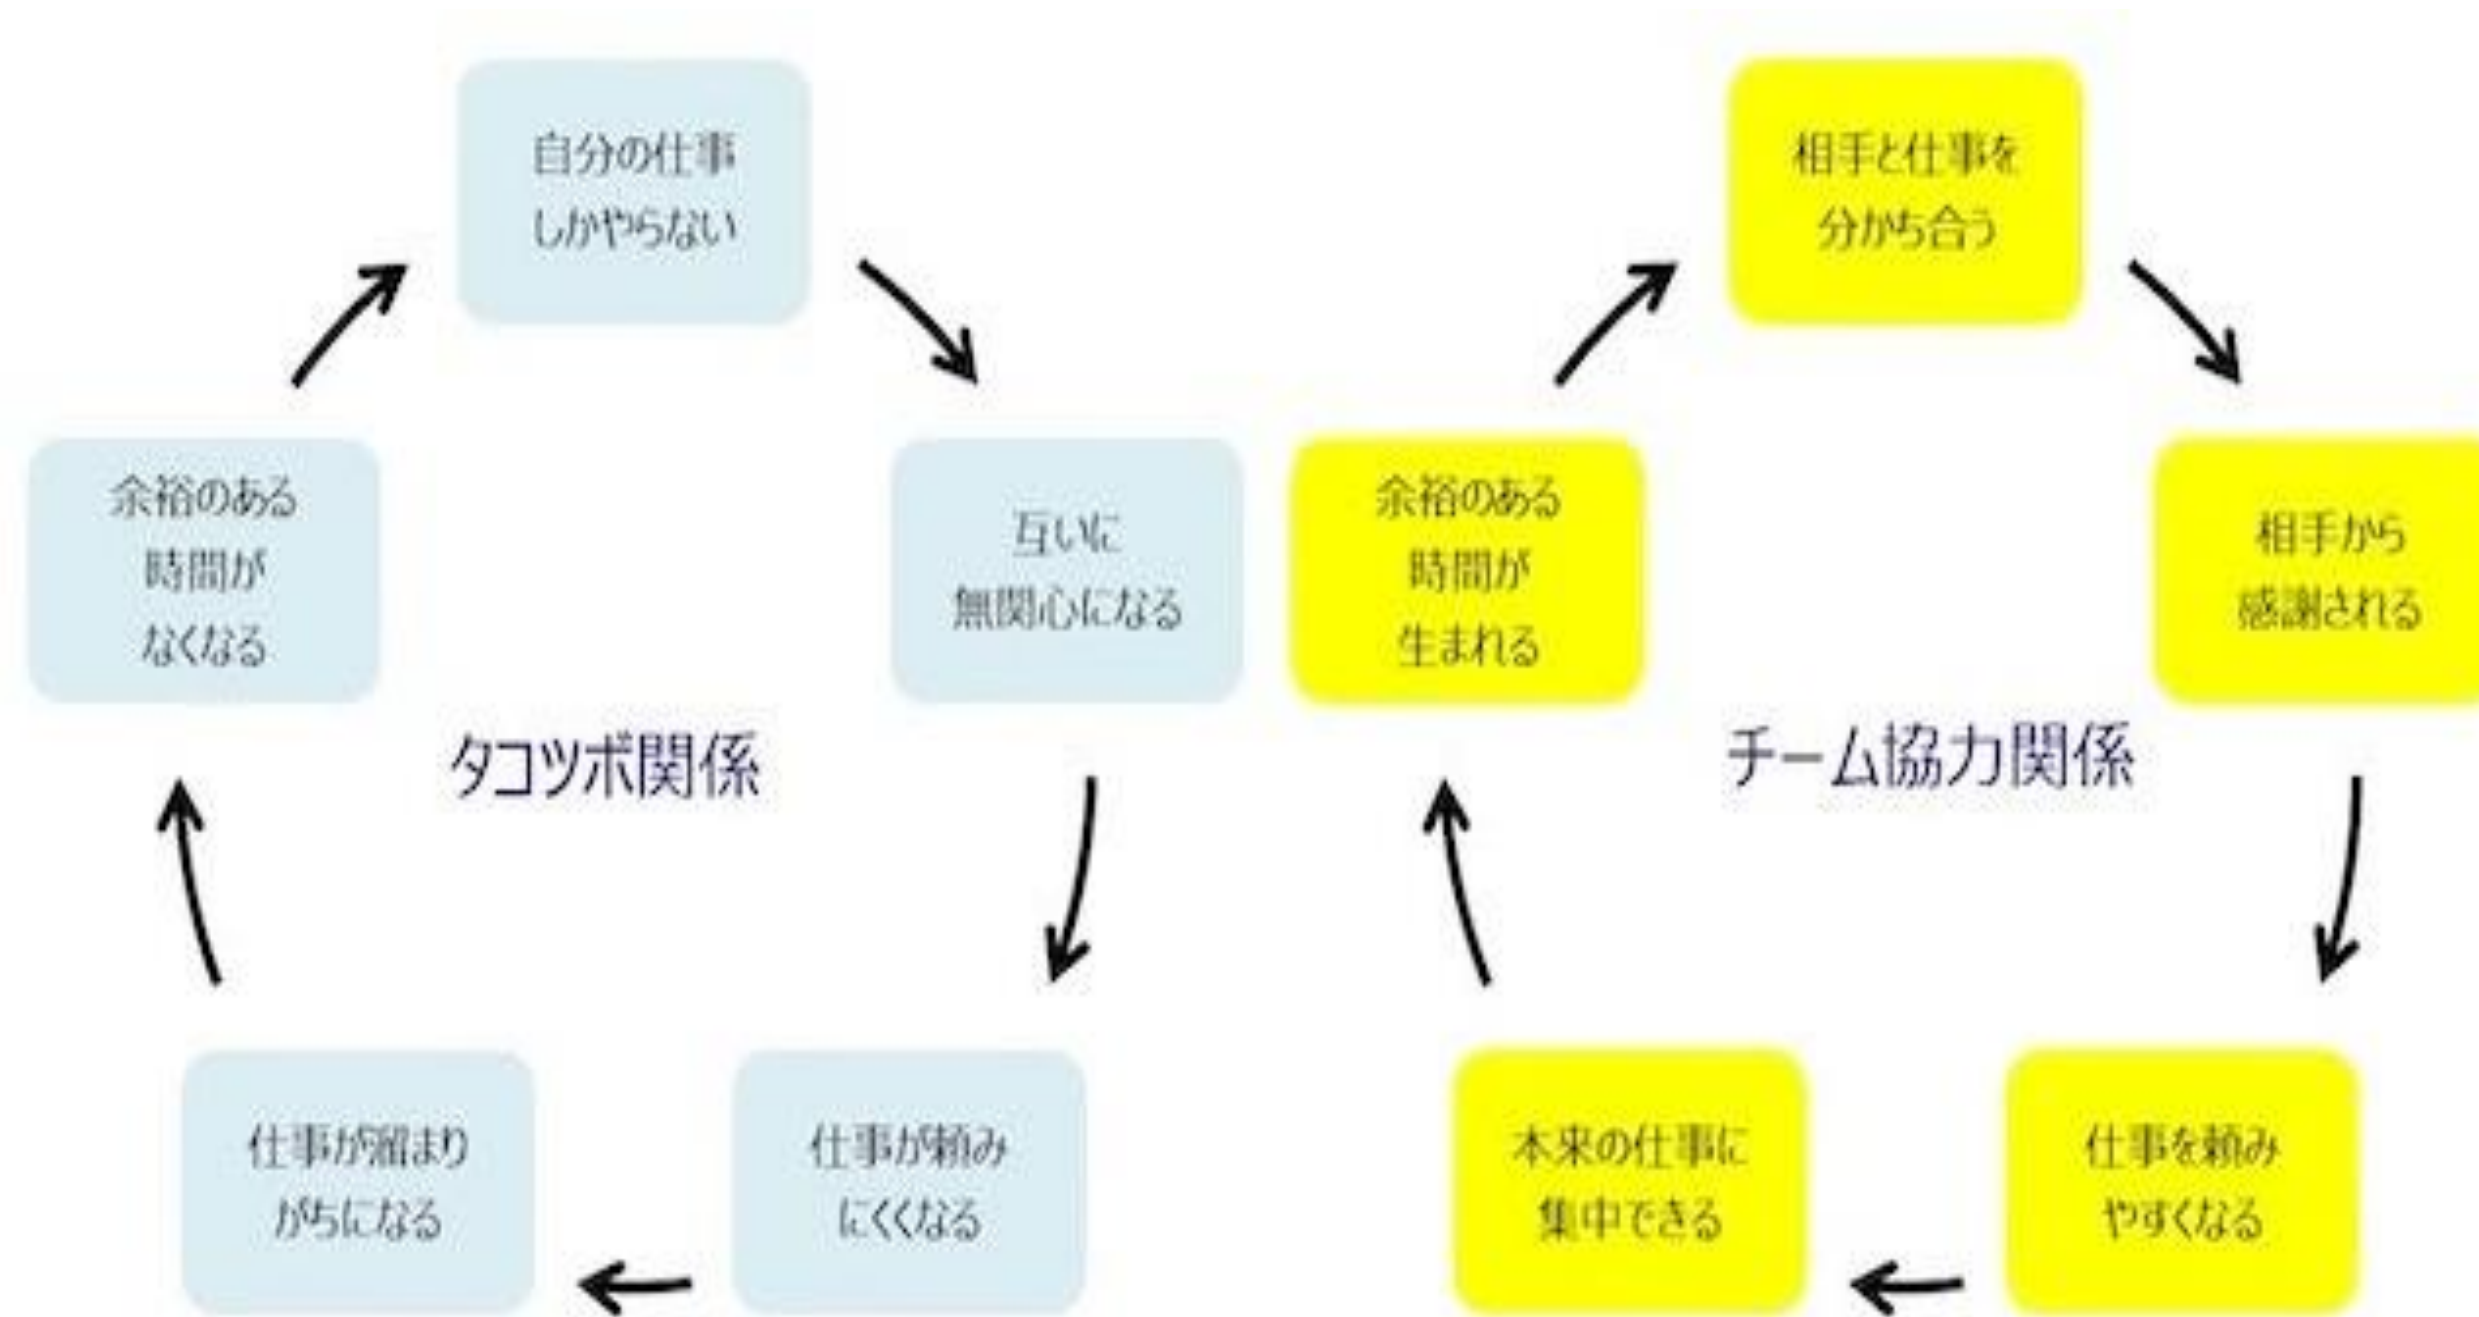 自分の仕事
しかやらない
互いに
無関心になる
仕事が頼み
にくくなる
仕事が溜まり
がちになる
余裕のある
時間が
なくなる
タコツボ関係
相手と仕事を
分かち合う
相手から
感謝される
仕事を頼み
やすくなる
本来の仕事に
集中できる
余裕のある
時間が
生まれる
チーム協力関係